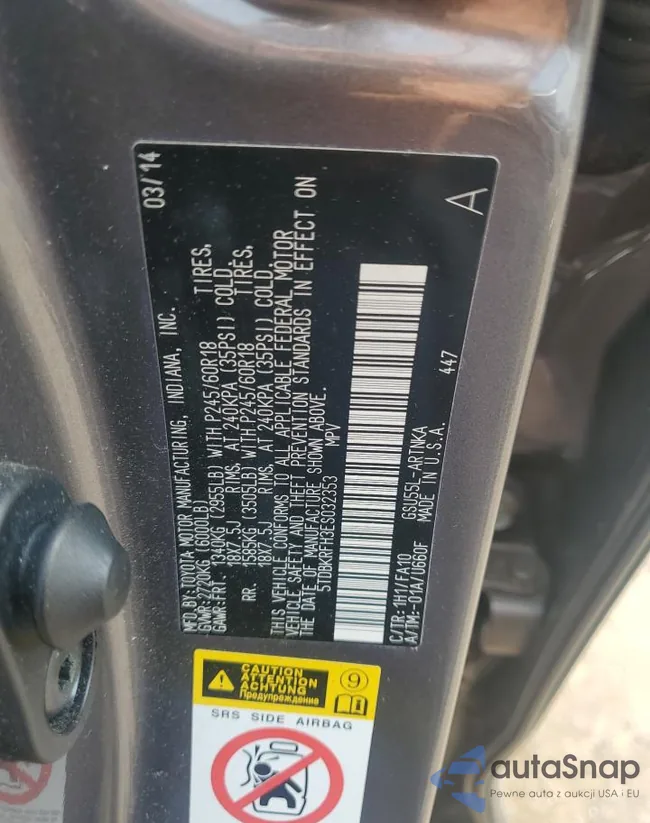 MFD.BY:TOYOTA MOTOR MANUFACTURING, INDIANA, INC. 03/14
GVWR:2720KG (6000LB)
GAWR:FRT. 1340KG (2955LB) WITH P245/60R18 TIRES,
18X7.5J RIMS, AT 240KPA (35PSI) COLD
RR. 1585KG (3505LB) WITH P245/60R18 TIRES,
18X7.5J RIMS, AT 240KPA (35PSI) COLD,
THIS VEHICLE CONFORMS TO ALL APPLICABLE FEDERAL MOTOR
VEHICLE SAFETY AND THEFT PREVENTION STANDARDS IN EFFECT ON
THE DATE OF MANUFACTURE SHOWN ABOVE.
5TDBKRFH3ES032353 MPV
C/TR:1H1/FA10 GSU55L-ARTNKA 447
A/TM:-01A/U660F MADE IN U.S.A.
A
CAUTION
ATTENTION
ACHTUNG
Предупреждение
9
SRS SIDE AIRBAG
autaSnap
Pewne auta z aukcji USA i EU